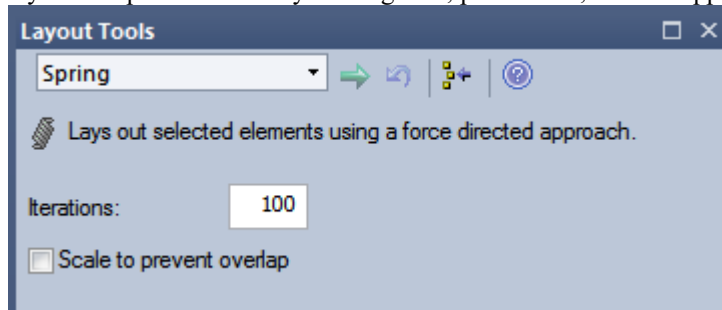 Layout Tools
Spring
Lays out selected elements using a force directed approach.
Iterations: 100
Scale to prevent overlap